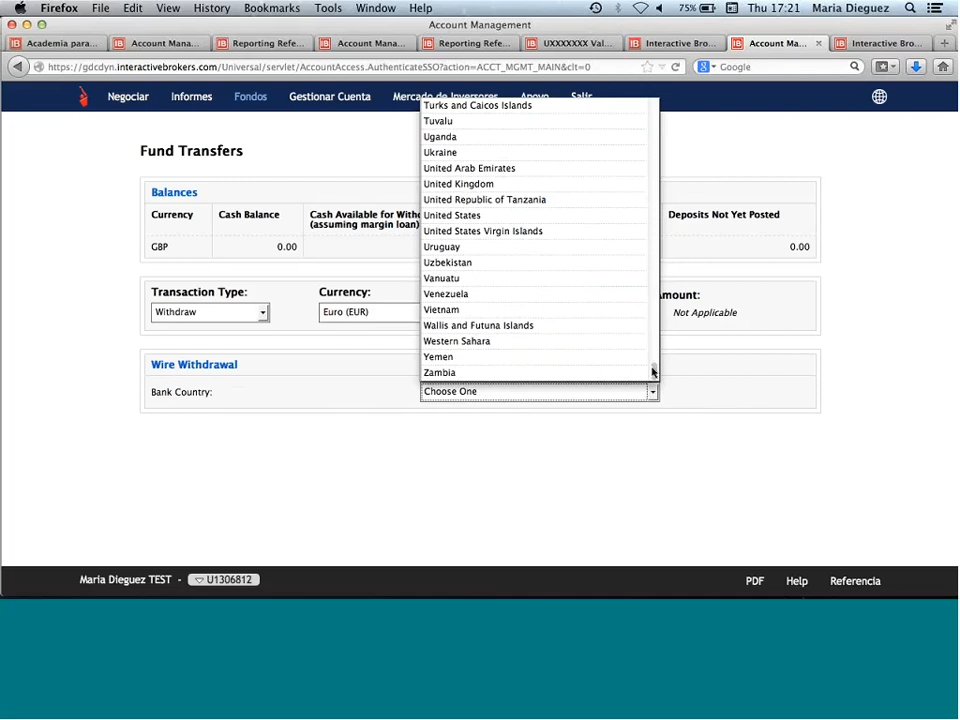 Firefox File Edit View History Bookmarks Tools Window Help 75% Thu 17:21 Maria Dieguez
Account Management
Academia para... Account Mana... Reporting Refe... Account Mana... Reporting Refe... UXXXXXXX Val... Interactive Bro... Account Ma... Interactive Bro...
https://gdcdyn.interactivebrokers.com/Universal/servlet/AccountAccess.AuthenticateSSO?action=ACCT_MGMT_MAIN&clt=0 Google
Negociar Informes Fondos Gestionar Cuenta Mercado de Inversores Apoyo Salir
Fund Transfers
Balances
Currency Cash Balance Cash Available for Withd
(assuming margin loan) Deposits Not Yet Posted
GBP 0.00 0.00
Transaction Type: Currency: Amount:
Withdraw Euro (EUR) Not Applicable
Wire Withdrawal
Bank Country: Choose One
Turks and Caicos Islands
Tuvalu
Uganda
Ukraine
United Arab Emirates
United Kingdom
United Republic of Tanzania
United States
United States Virgin Islands
Uruguay
Uzbekistan
Vanuatu
Venezuela
Vietnam
Wallis and Futuna Islands
Western Sahara
Yemen
Zambia
Maria Dieguez TEST - U1306812 PDF Help Referencia